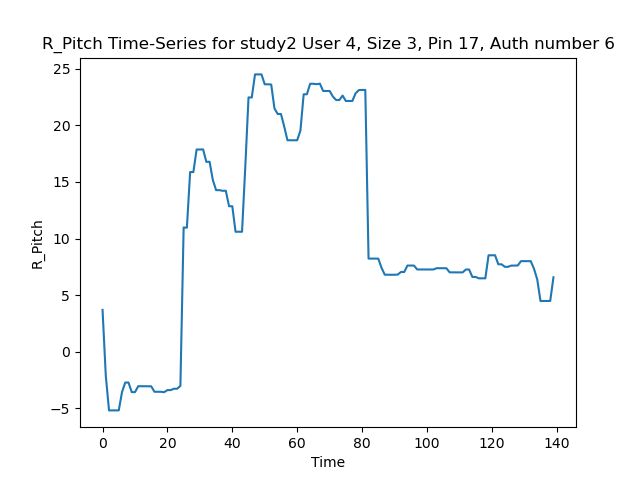 R_Pitch Time-Series for study2 User 4, Size 3, Pin 17, Auth number 6
25
20
15
10
5
0
−5
R_Pitch
0 20 40 60 80 100 120 140
Time